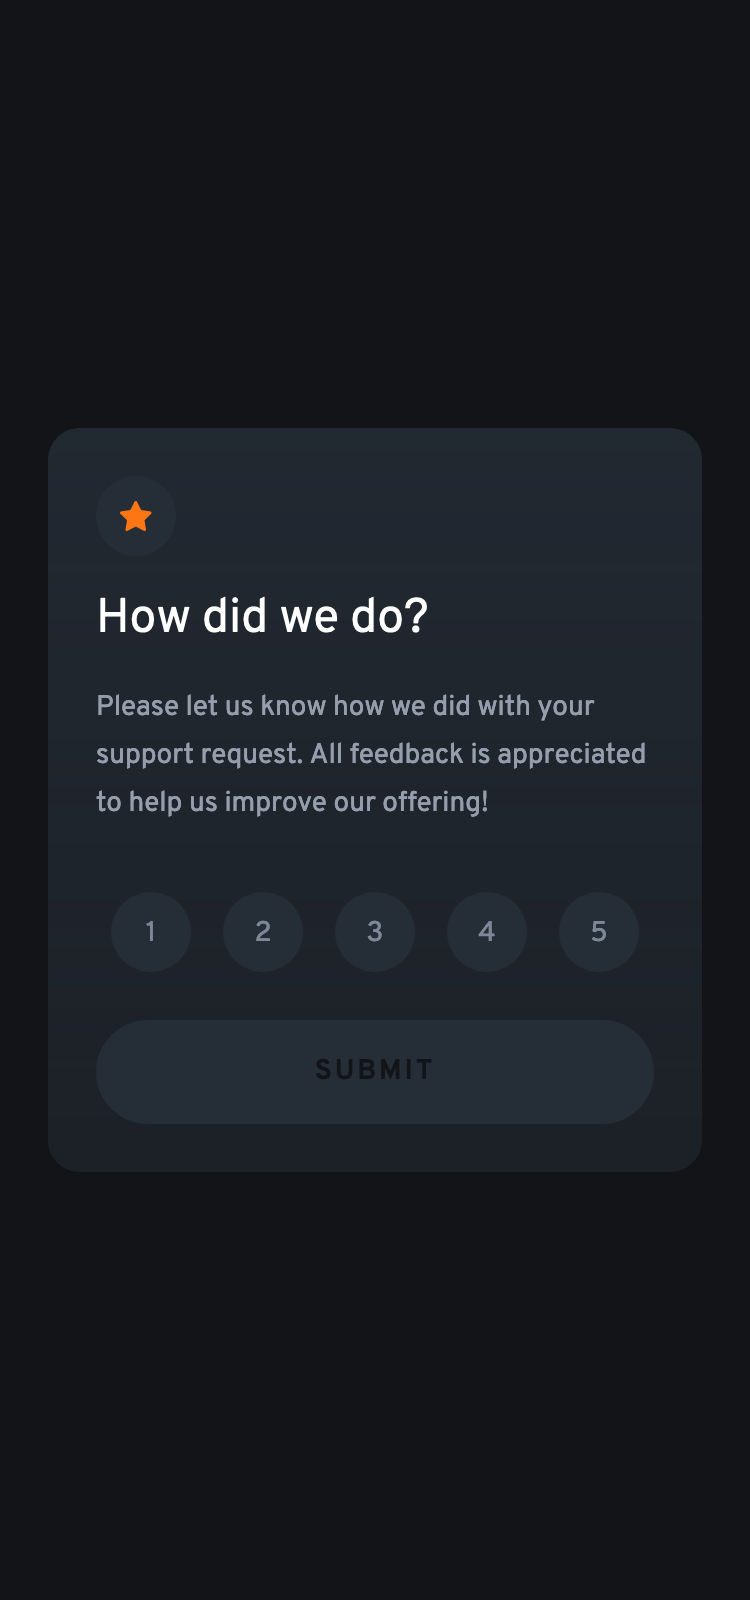 How did we do?
Please let us know how we did with your
support request. All feedback is appreciated
to help us improve our offering!
1 2 3 4 5
SUBMIT